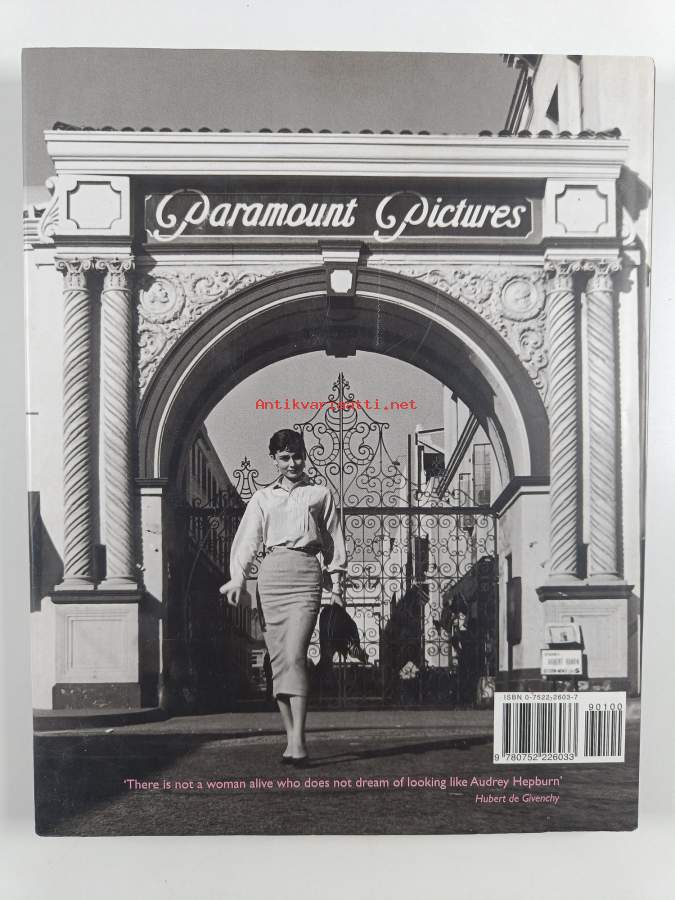 Paramount Pictures
Antikvariaatti.net
ISBN 0-7522-2603-7
90100
9 780752 226033
'There is not a woman alive who does not dream of looking like Audrey Hepburn'
Hubert de Givenchy